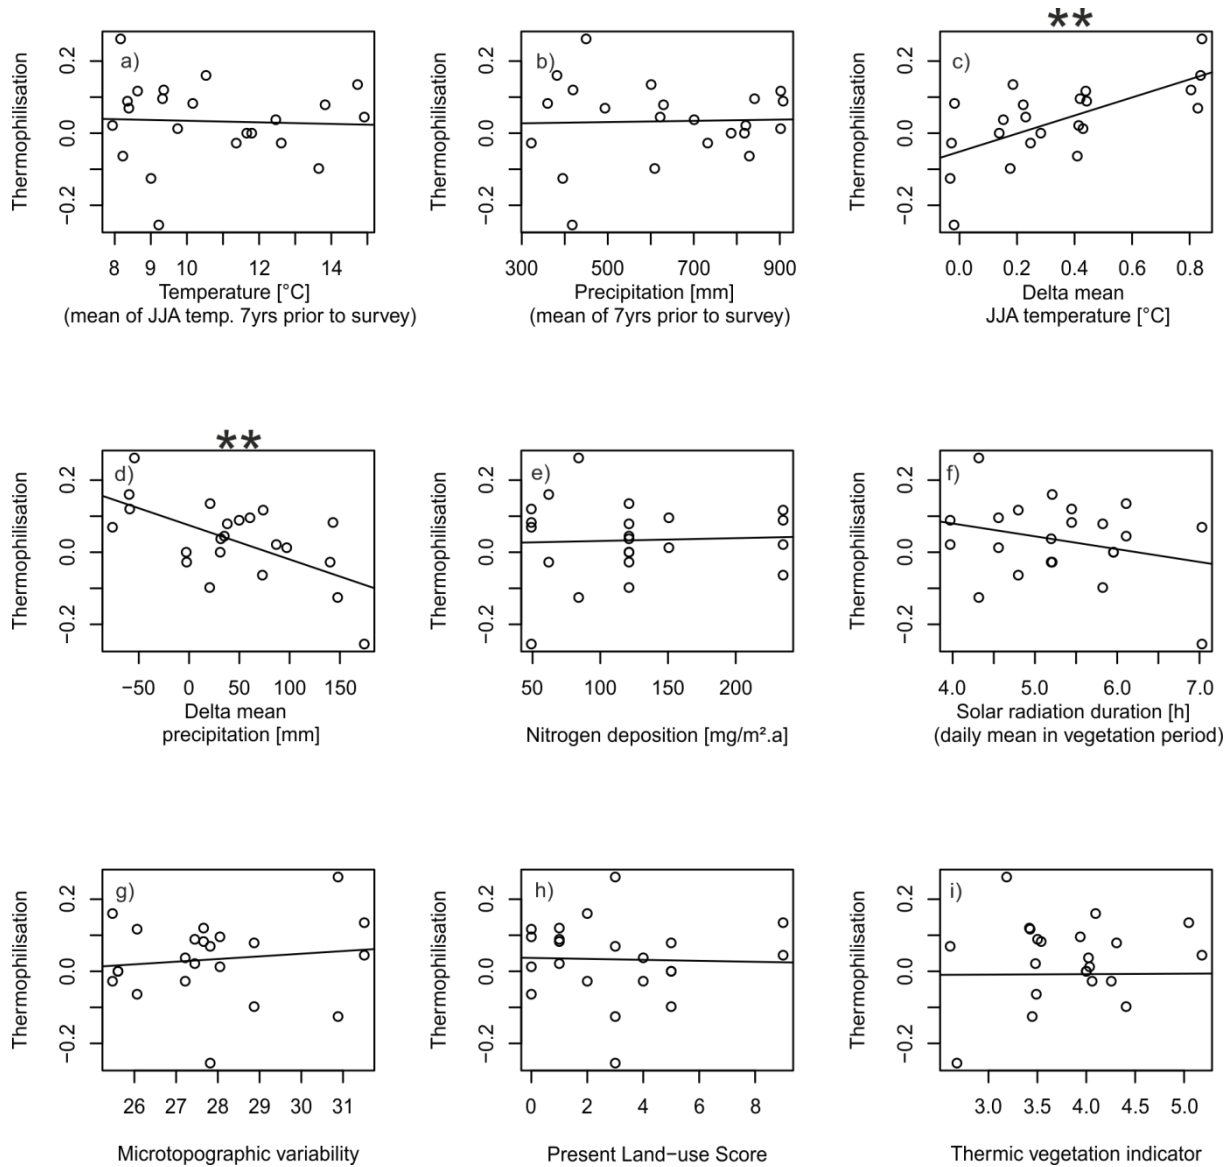 **
Thermophilisation
0.2
0.0
−0.2
a)
8 9 10 12 14
Temperature [°C]
(mean of JJA temp. 7yrs prior to survey)
Thermophilisation
0.2
0.0
−0.2
b)
300 500 700 900
Precipitation [mm]
(mean of 7yrs prior to survey)
Thermophilisation
0.2
0.0
−0.2
c)
0.0 0.2 0.4 0.6 0.8
Delta mean
JJA temperature [°C]
**
Thermophilisation
0.2
0.0
−0.2
d)
−50 0 50 100 150
Delta mean
precipitation [mm]
Thermophilisation
0.2
0.0
−0.2
e)
50 100 150 200
Nitrogen deposition [mg/m².a]
Thermophilisation
0.2
0.0
−0.2
f)
4.0 5.0 6.0 7.0
Solar radiation duration [h]
(daily mean in vegetation period)
Thermophilisation
0.2
0.0
−0.2
g)
26 27 28 29 30 31
Microtopographic variability
Thermophilisation
0.2
0.0
−0.2
h)
0 2 4 6 8
Present Land−use Score
Thermophilisation
0.2
0.0
−0.2
i)
3.0 3.5 4.0 4.5 5.0
Thermic vegetation indicator